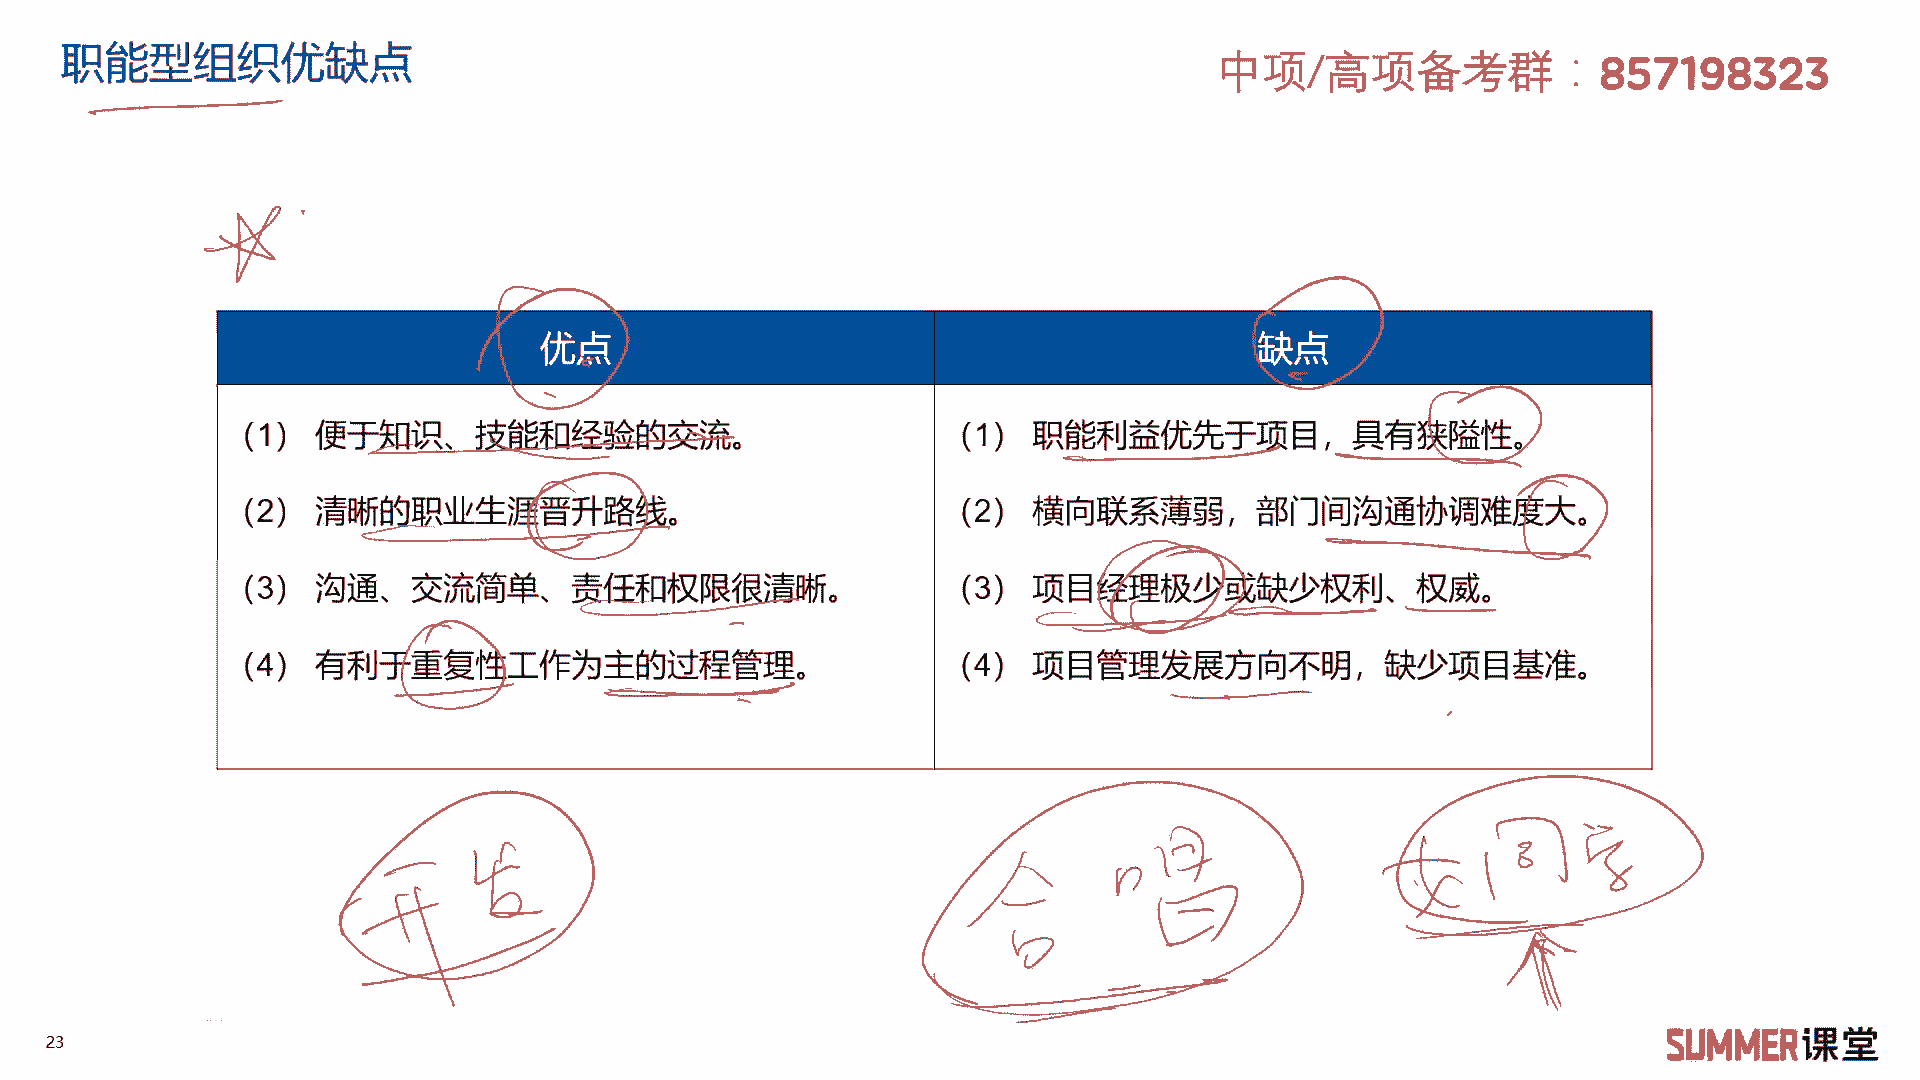 职能型组织优缺点
中项/高项备考群：857198323
优点
缺点
（1） 便于知识、技能和经验的交流。
（2） 清晰的职业生涯晋升路线。
（3） 沟通、交流简单、责任和权限很清晰。
（4） 有利于重复性工作为主的过程管理。
（1） 职能利益优先于项目，具有狭隘性。
（2） 横向联系薄弱，部门间沟通协调难度大。
（3） 项目经理极少或缺少权利、权威。
（4） 项目管理发展方向不明，缺少项目基准。
开发
合唱
女同学
23
SUMMER课堂